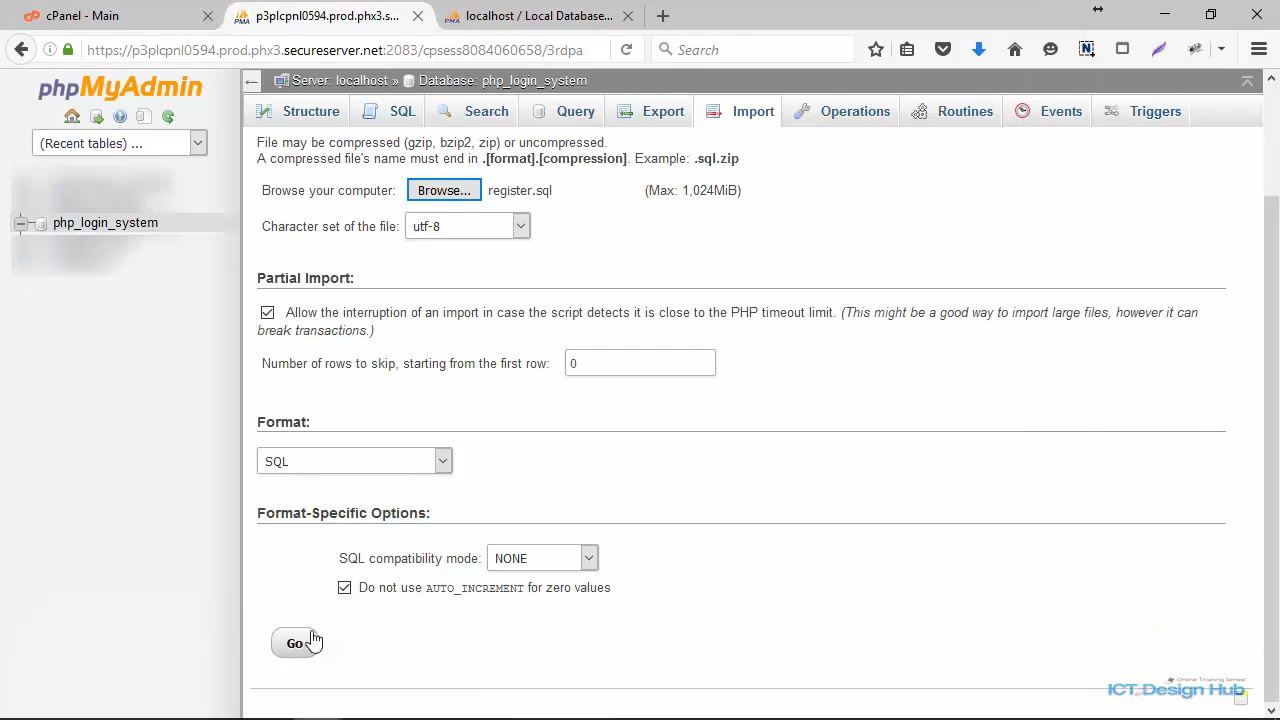 cPanel - Main
p3plcpnl0594.prod.phx3.s...
localhost / Local Database...
https://p3plcpnl0594.prod.phx3.secureserver.net:2083/cpsess8084060658/3rdpa
Search
phpMyAdmin
(Recent tables) ...
php_login_system
Server: localhost » Database: php_login_system
Structure SQL Search Query Export Import Operations Routines Events Triggers
File may be compressed (gzip, bzip2, zip) or uncompressed.
A compressed file's name must end in .[format].[compression]. Example: .sql.zip
Browse your computer: Browse... register.sql (Max: 1,024MiB)
Character set of the file: utf-8
Partial Import:
Allow the interruption of an import in case the script detects it is close to the PHP timeout limit. (This might be a good way to import large files, however it can
break transactions.)
Number of rows to skip, starting from the first row: 0
Format:
SQL
Format-Specific Options:
SQL compatibility mode: NONE
Do not use AUTO_INCREMENT for zero values
Go
Online Training Series!
ICT Design Hub